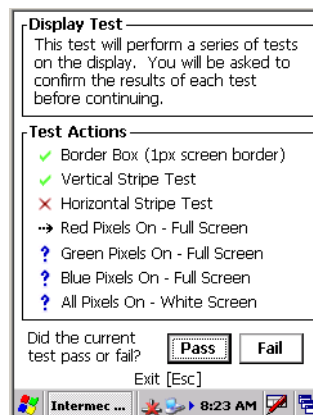 Display Test
This test will perform a series of tests
on the display. You will be asked to
confirm the results of each test
before continuing.
Test Actions
Border Box (1px screen border)
Vertical Stripe Test
Horizontal Stripe Test
Red Pixels On - Full Screen
? Green Pixels On - Full Screen
? Blue Pixels On - Full Screen
? All Pixels On - White Screen
Did the current
test pass or fail?
Pass
Fail
Exit [Esc]
Intermec ...
8:23 AM